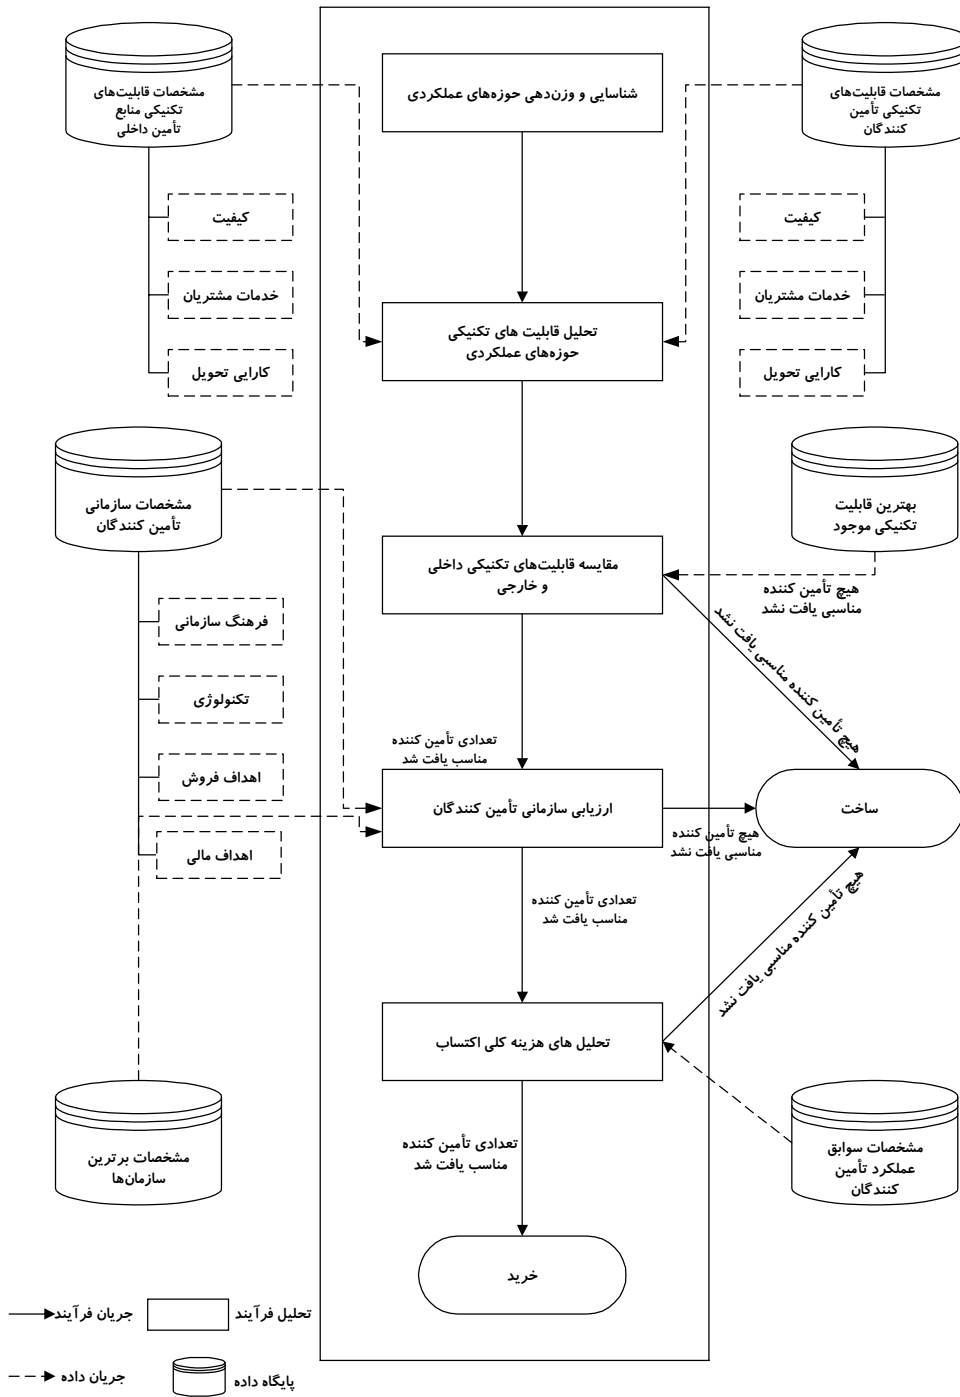 مشخصات قابلیت‌های
تکنیکی منابع
تأمین داخلی
شناسایی و وزن‌دهی حوزه‌های عملکردی
مشخصات قابلیت‌های
تکنیکی تأمین
کنندگان
کیفیت
کیفیت
خدمات مشتریان
خدمات مشتریان
تحلیل قابلیت های تکنیکی
حوزه‌های عملکردی
کارایی تحویل
کارایی تحویل
مشخصات سازمانی
تأمین کنندگان
بهترین قابلیت
تکنیکی موجود
مقایسه قابلیت‌های تکنیکی داخلی
و خارجی
هیچ تأمین کننده
مناسبی یافت نشد
هیچ تأمین کننده مناسبی یافت نشد
فرهنگ سازمانی
تکنولوژی
تعدادی تأمین کننده
مناسب یافت شد
اهداف فروش
ارزیابی سازمانی تأمین کنندگان
ساخت
هیچ تأمین کننده
مناسبی یافت نشد
اهداف مالی
تعدادی تأمین کننده
مناسب یافت شد
هیچ تأمین کننده مناسبی یافت نشد
تحلیل های هزینه کلی اکتساب
مشخصات برترین
سازمان‌ها
تعدادی تأمین کننده
مناسب یافت شد
مشخصات سوابق
عملکرد تأمین
کنندگان
خرید
تحلیل فرآیند
جریان فرآیند
پایگاه داده
جریان داده